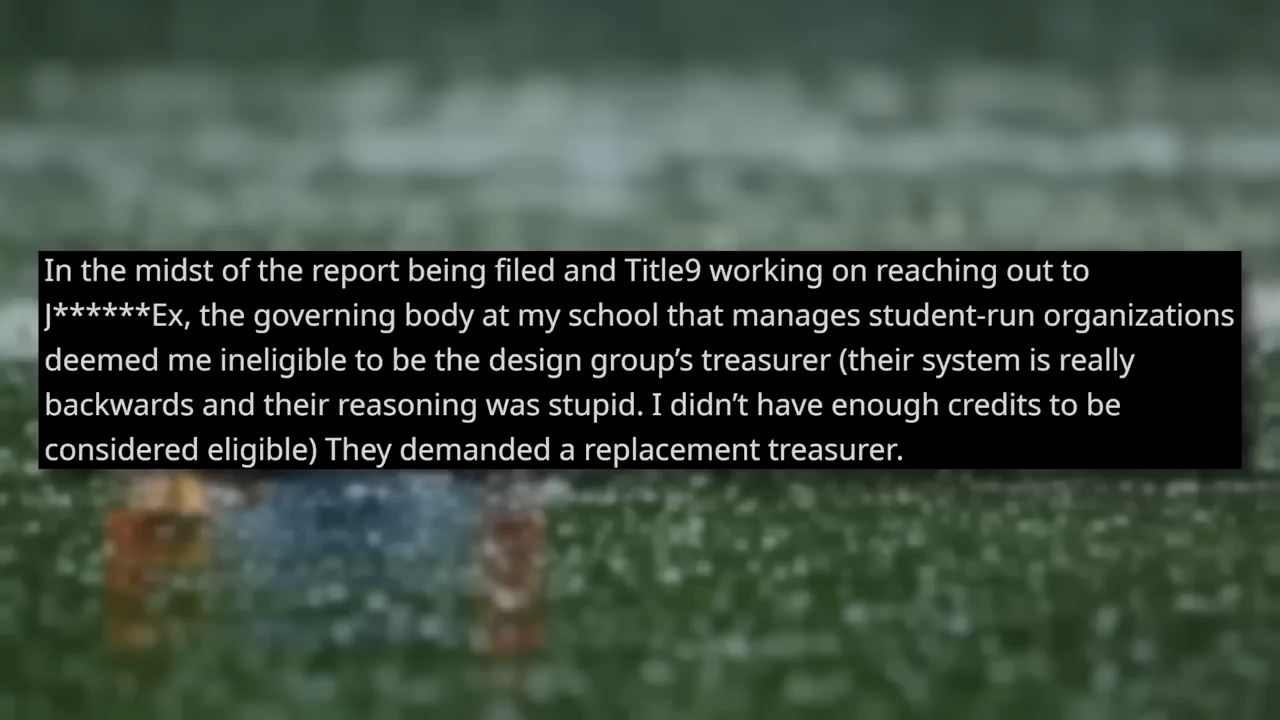 In the midst of the report being filed and Title9 working on reaching out to
J******Ex, the governing body at my school that manages student-run organizations
deemed me ineligible to be the design group’s treasurer (their system is really
backwards and their reasoning was stupid. I didn’t have enough credits to be
considered eligible) They demanded a replacement treasurer.